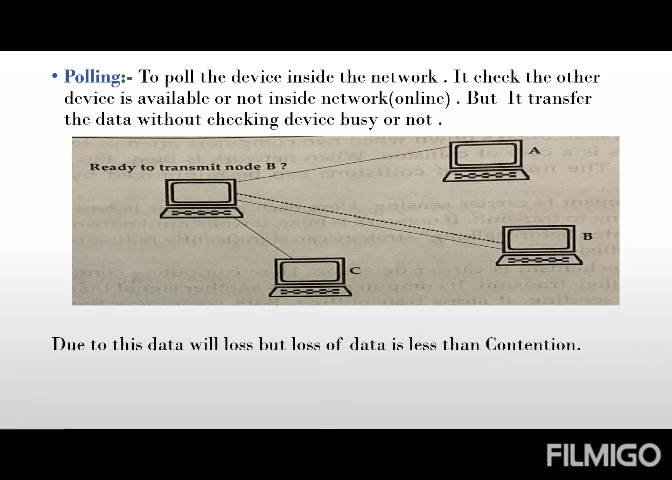 • Polling:- To poll the device inside the network . It check the other
device is available or not inside network(online) . But It transfer
the data without checking device busy or not .
A
Ready to transmit node B ?
B
C
Due to this data will loss but loss of data is less than Contention.
FILMIGO